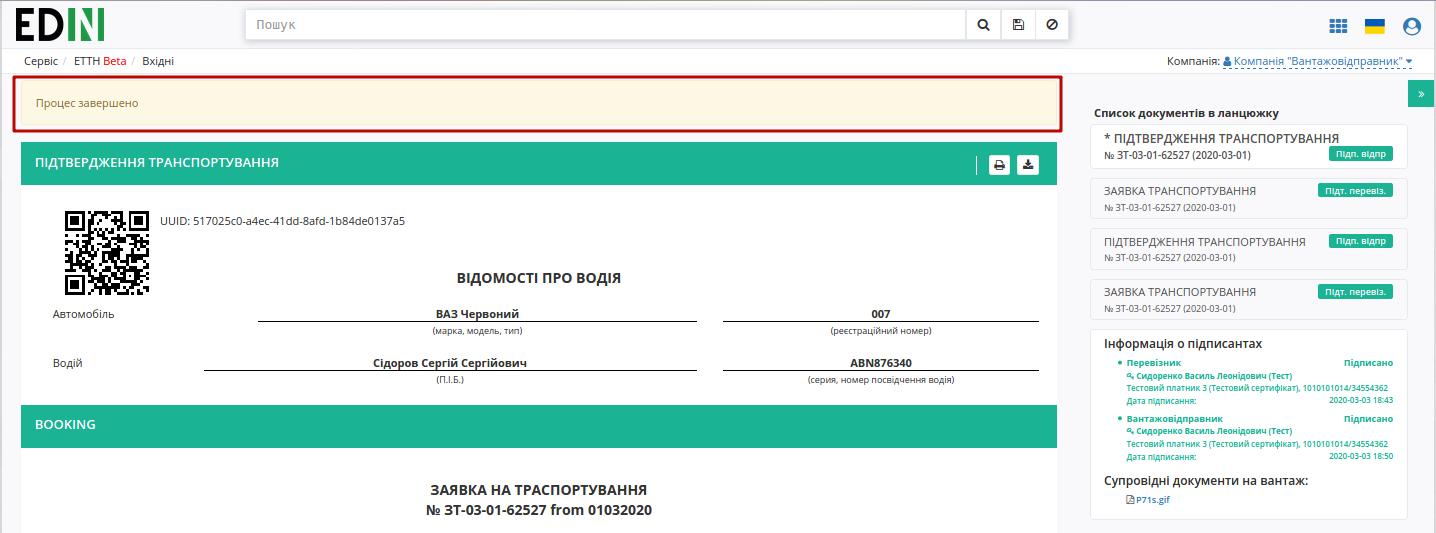 EDIN
Пошук
Сервіс / ЕТТН Beta / Вхідні
Компанія: Компанія "Вантажовідправник"
Процес завершено
»
ПІДТВЕРДЖЕННЯ ТРАНСПОРТУВАННЯ
UUID: 517025c0-a4ec-41dd-8afd-1b84de0137a5
ВІДОМОСТІ ПРО ВОДІЯ
Автомобіль ВАЗ Червоний 007
(марка, модель, тип) (реєстраційний номер)
Водій Сідоров Сергій Сергійович ABN876340
(П.І.Б.) (серия, номер посвідчення водія)
BOOKING
ЗАЯВКА НА ТРАСПОРТУВАННЯ
№ ЗТ-03-01-62527 from 01032020
Список документів в ланцюжку
* ПІДТВЕРДЖЕННЯ ТРАНСПОРТУВАННЯ
№ ЗТ-03-01-62527 (2020-03-01) Підп. відпр
ЗАЯВКА ТРАНСПОРТУВАННЯ Підт. перевіз.
№ ЗТ-03-01-62527 (2020-03-01)
ПІДТВЕРДЖЕННЯ ТРАНСПОРТУВАННЯ Підп. відпр
№ ЗТ-03-01-62527 (2020-03-01)
ЗАЯВКА ТРАНСПОРТУВАННЯ Підт. перевіз.
№ ЗТ-03-01-62527 (2020-03-01)
Інформація о підписантах
Перевізник Підписано
Сидоренко Василь Леонідович (Тест)
Тестовий платник 3 (Тестовий сертифікат), 1010101014/34554362
Дата підписання: 2020-03-03 18:43
Вантажовідправник Підписано
Сидоренко Василь Леонідович (Тест)
Тестовий платник 3 (Тестовий сертифікат), 1010101014/34554362
Дата підписання: 2020-03-03 18:50
Супровідні документи на вантаж:
P71s.gif